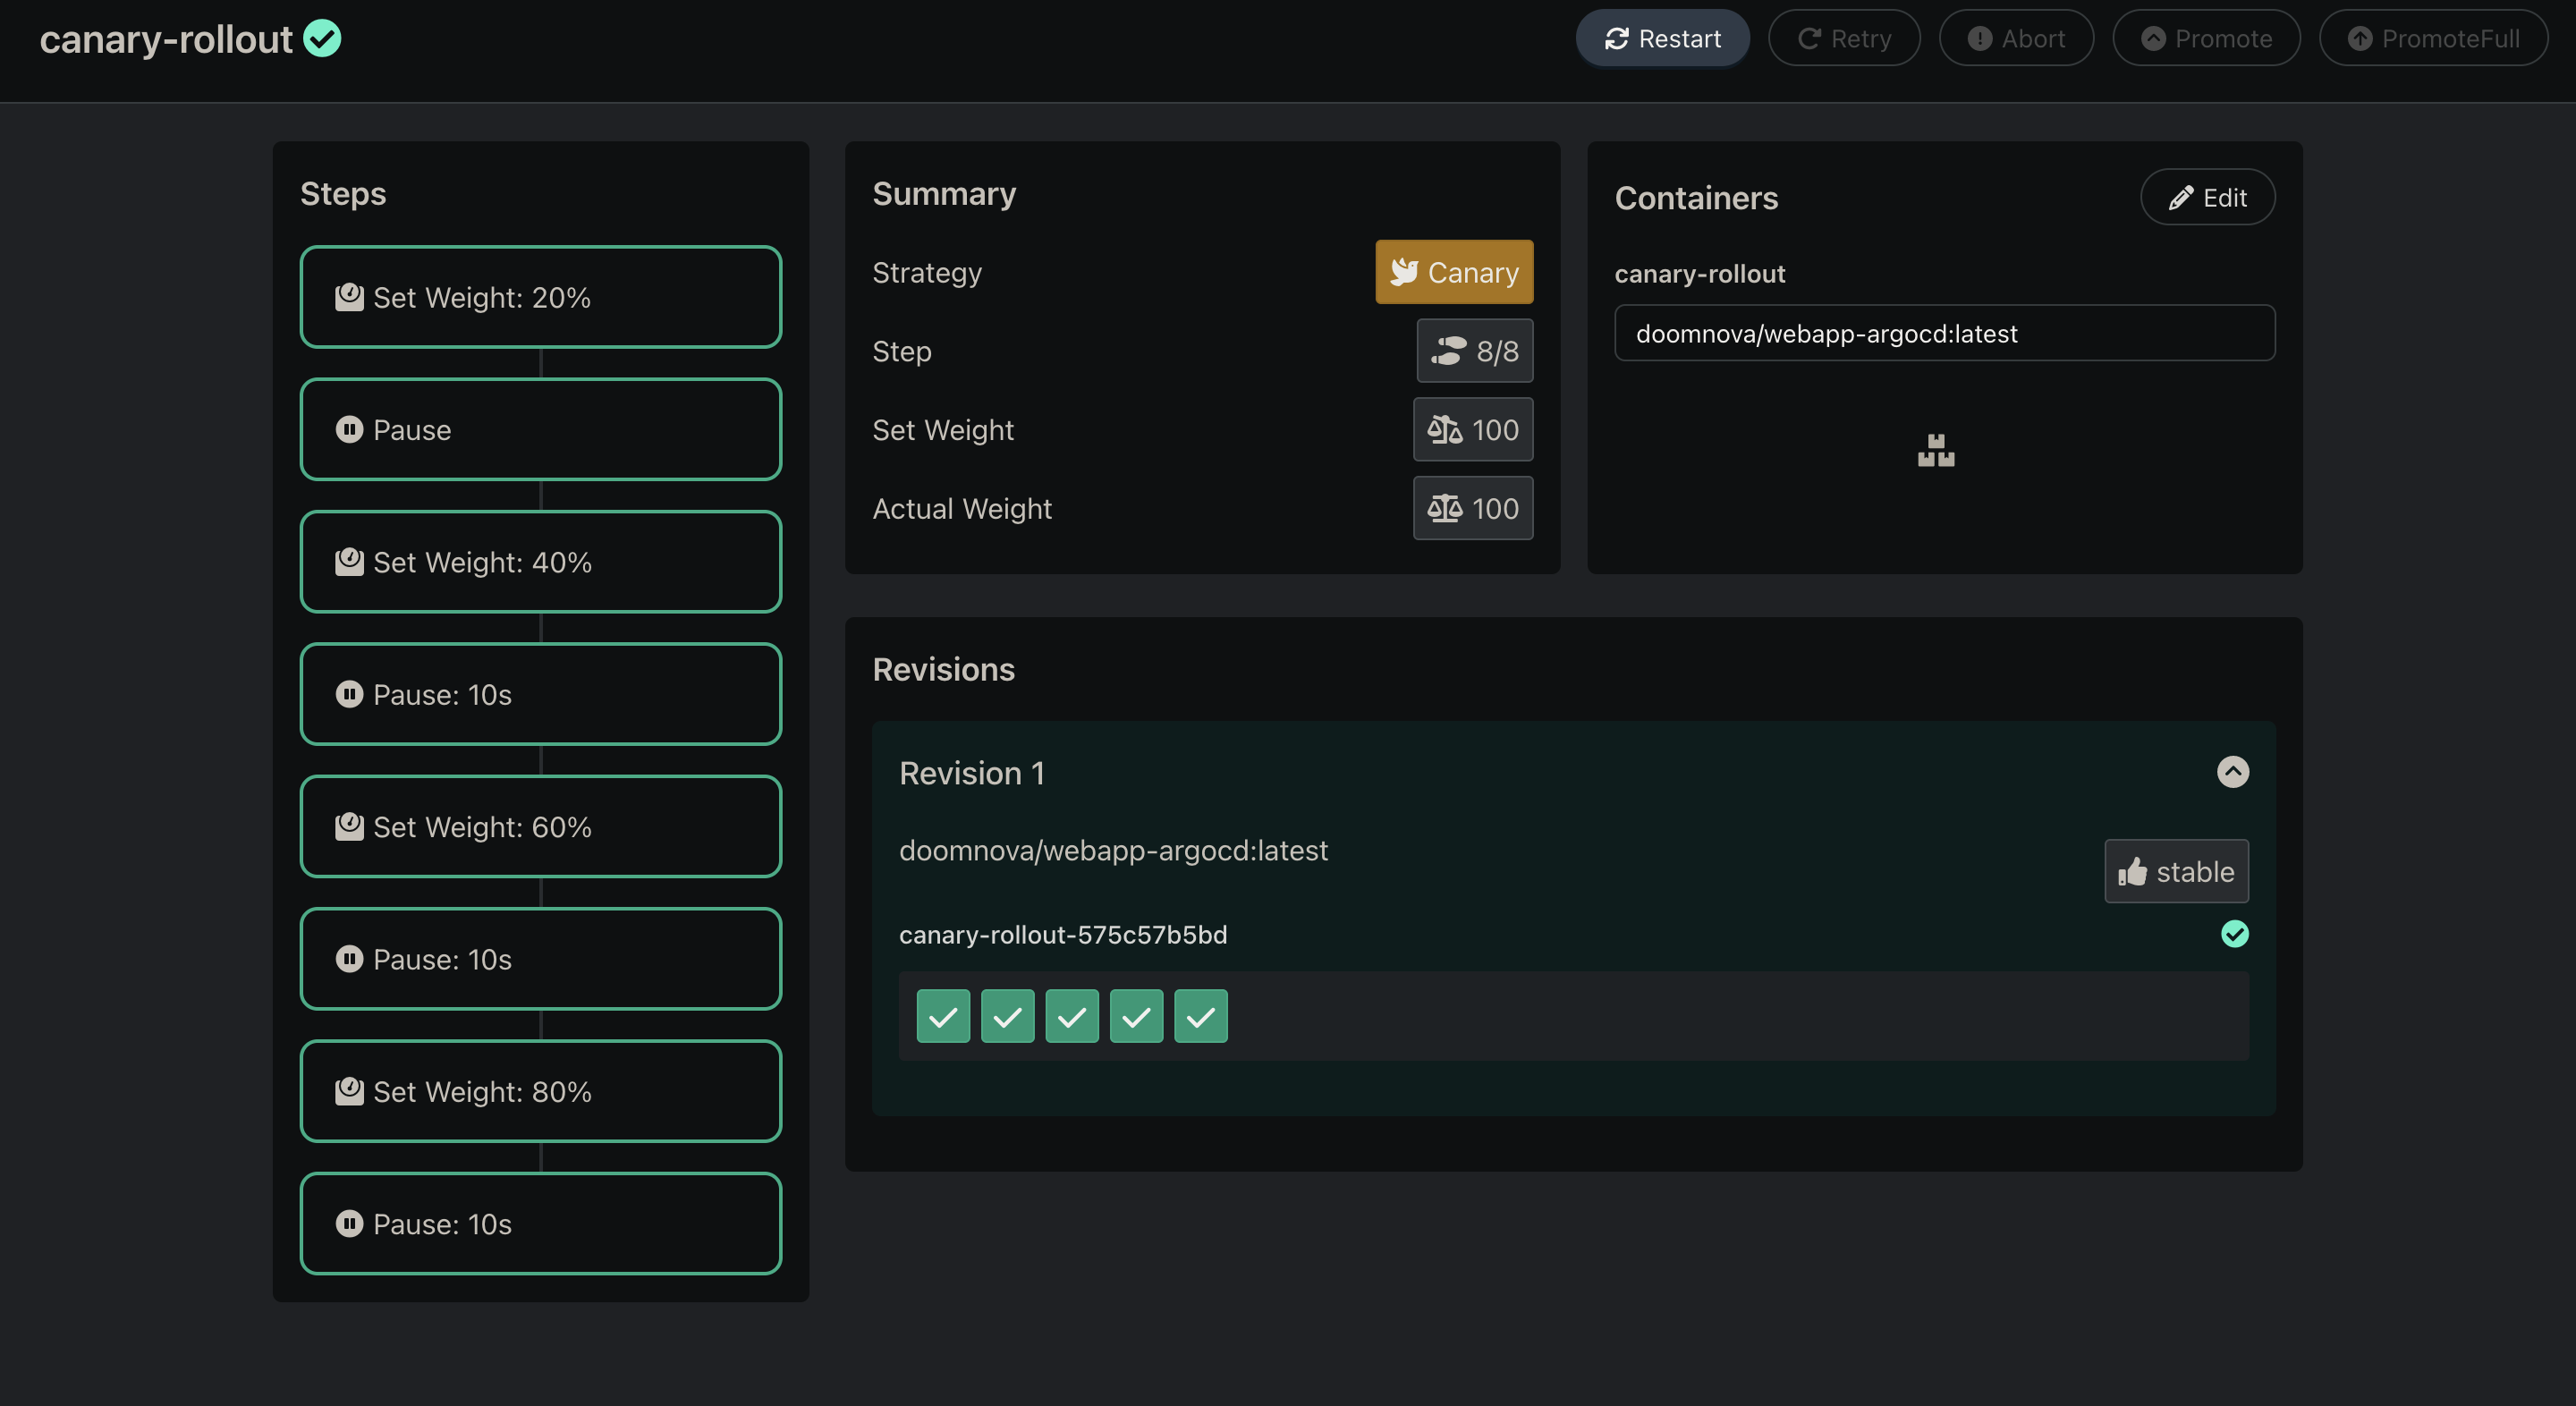 canary-rollout
Restart
Retry
Abort
Promote
PromoteFull
Steps
Set Weight: 20%
Pause
Set Weight: 40%
Pause: 10s
Set Weight: 60%
Pause: 10s
Set Weight: 80%
Pause: 10s
Summary
Strategy
Canary
Step
8/8
Set Weight
100
Actual Weight
100
Containers
Edit
canary-rollout
doomnova/webapp-argocd:latest
Revisions
Revision 1
doomnova/webapp-argocd:latest
stable
canary-rollout-575c57b5bd